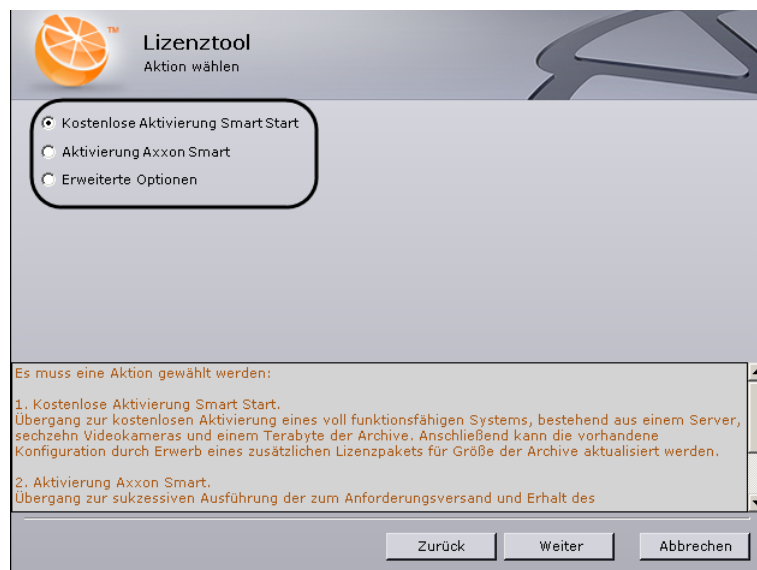 TM
Lizenztool
Aktion wählen
Kostenlose Aktivierung Smart Start
Aktivierung Axxon Smart
Erweiterte Optionen
Es muss eine Aktion gewählt werden:
1. Kostenlose Aktivierung Smart Start.
Übergang zur kostenlosen Aktivierung eines voll funktionsfähigen Systems, bestehend aus einem Server,
sechzehn Videokameras und einem Terabyte der Archive. Anschließend kann die vorhandene
Konfiguration durch Erwerb eines zusätzlichen Lizenzpakets für Größe der Archive aktualisiert werden.
2. Aktivierung Axxon Smart.
Übergang zur sukzessiven Ausführung der zum Anforderungsversand und Erhalt des
Zurück
Weiter
Abbrechen